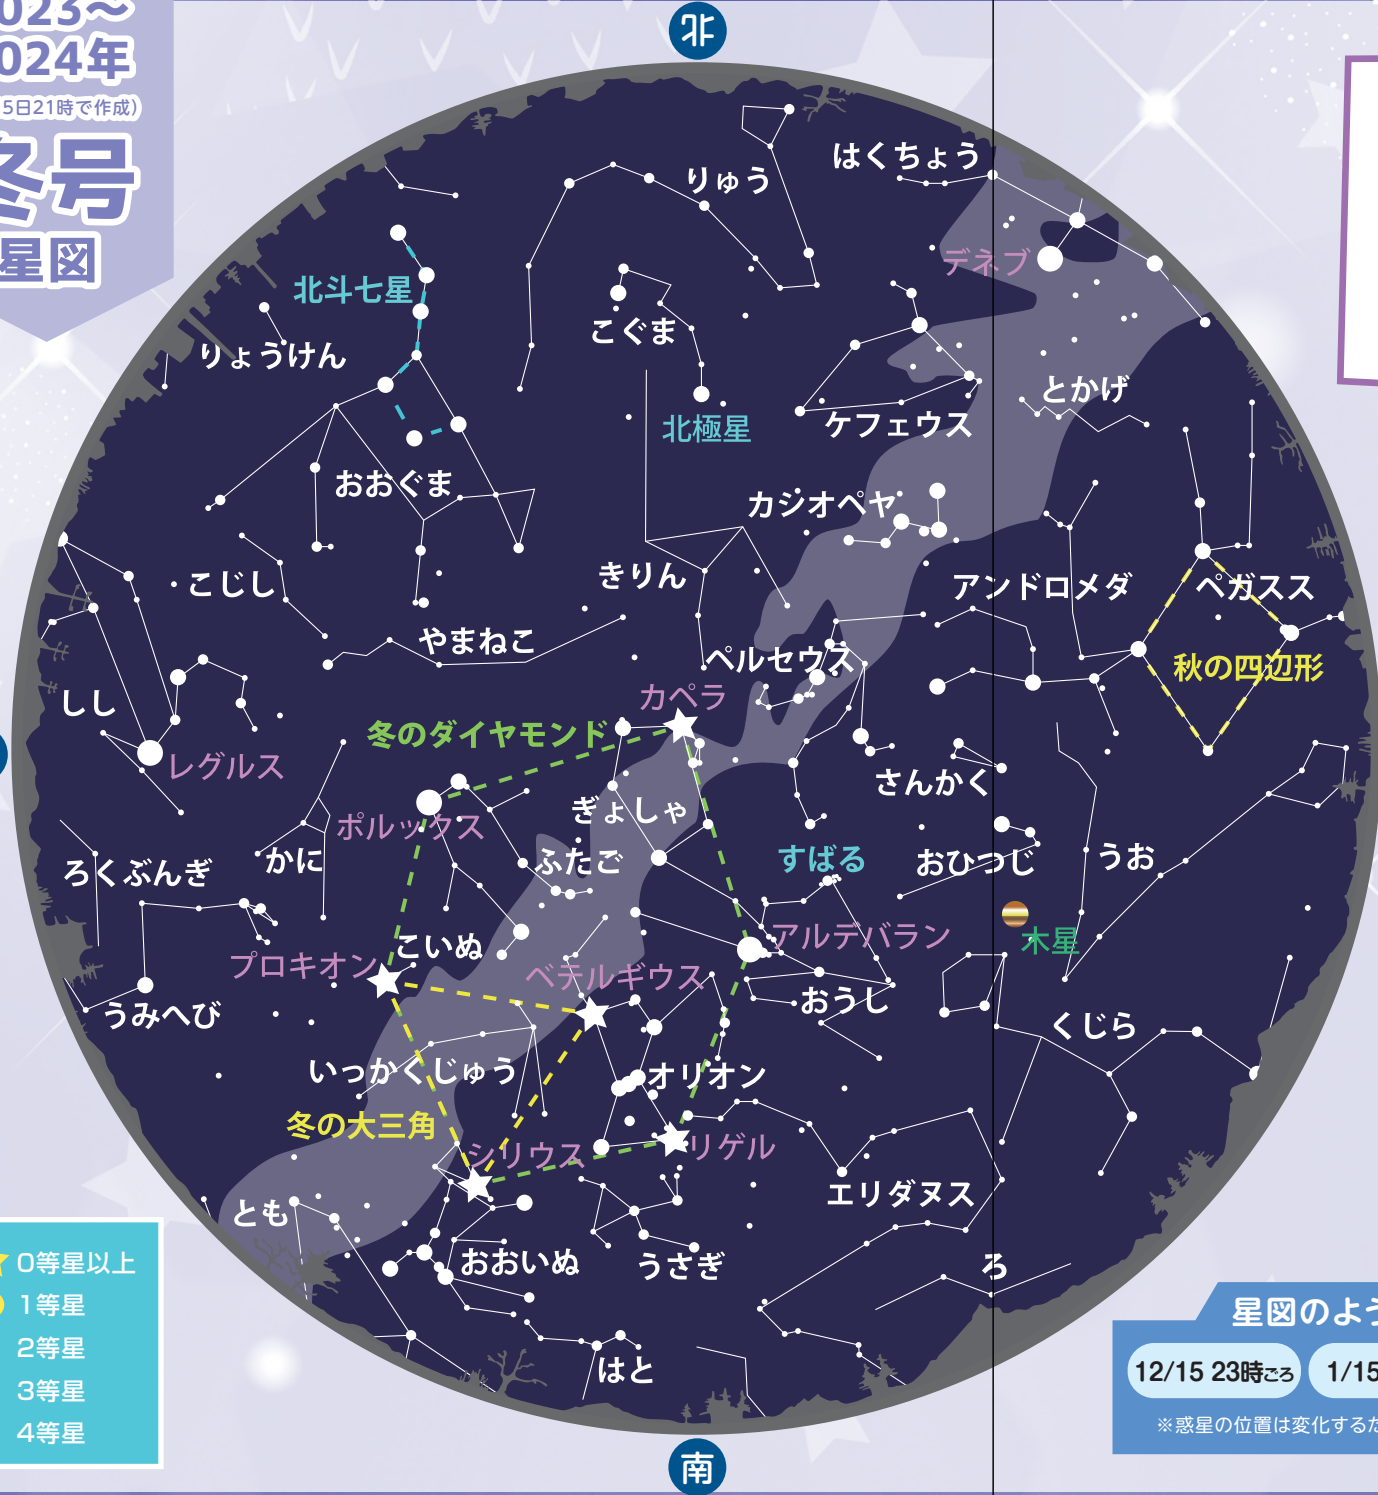 023〜
024年
5日21時で作成)
冬号
星図
北
はくちょう
りゅう
デネブ
北斗七星
こぐま
りょうけん
とかげ
北極星
ケフェウス
おおぐま
カシオペヤ
きりん
アンドロメダ
ペガスス
こじし
やまねこ
ペルセウス
秋の四辺形
しし
カペラ
冬のダイヤモンド
レグルス
さんかく
ぎょしゃ
ポルックス
すばる
おひつじ
うお
かに
ふたご
ろくぶんぎ
アルデバラン
木星
こいぬ
プロキオン
ベテルギウス
おうし
うみへび
くじら
いっかくじゅう
オリオン
冬の大三角
シリウス
リゲル
エリダヌス
とも
おおいぬ
うさぎ
ろ
はと
南
0等星以上
1等星
2等星
3等星
4等星
星図のよう
12/15 23時ごろ
1/15
※惑星の位置は変化するた